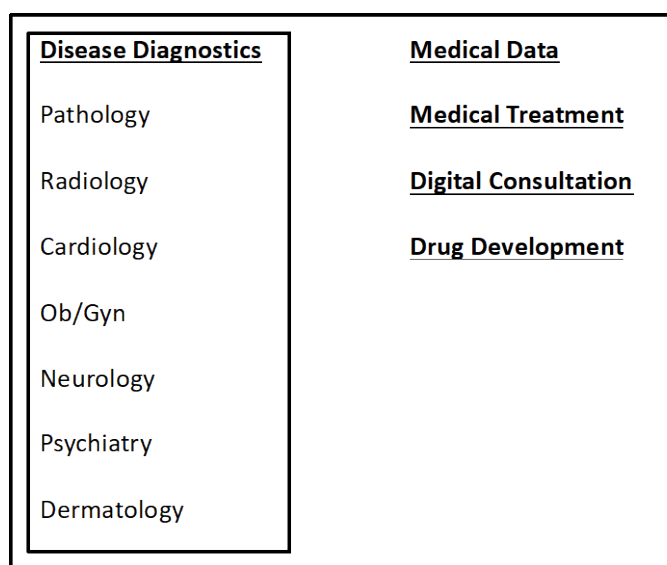 Disease Diagnostics
Pathology
Radiology
Cardiology
Ob/Gyn
Neurology
Psychiatry
Dermatology
Medical Data
Medical Treatment
Digital Consultation
Drug Development